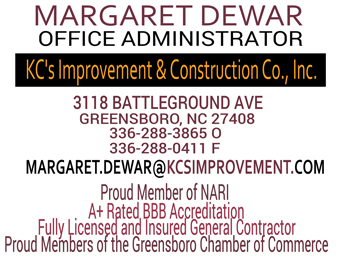 MARGARET DEWAR
OFFICE ADMINISTRATOR
KC's Improvement & Construction Co., Inc.
3118 BATTLEGROUND AVE
GREENSBORO, NC 27408
336-288-3865 O
336-288-0411 F
MARGARET.DEWAR@KCSIMPROVEMENT.COM
Proud Member of NARI
A+ Rated BBB Accreditation
Fully Licensed and Insured General Contractor
Proud Members of the Greensboro Chamber of Commerce